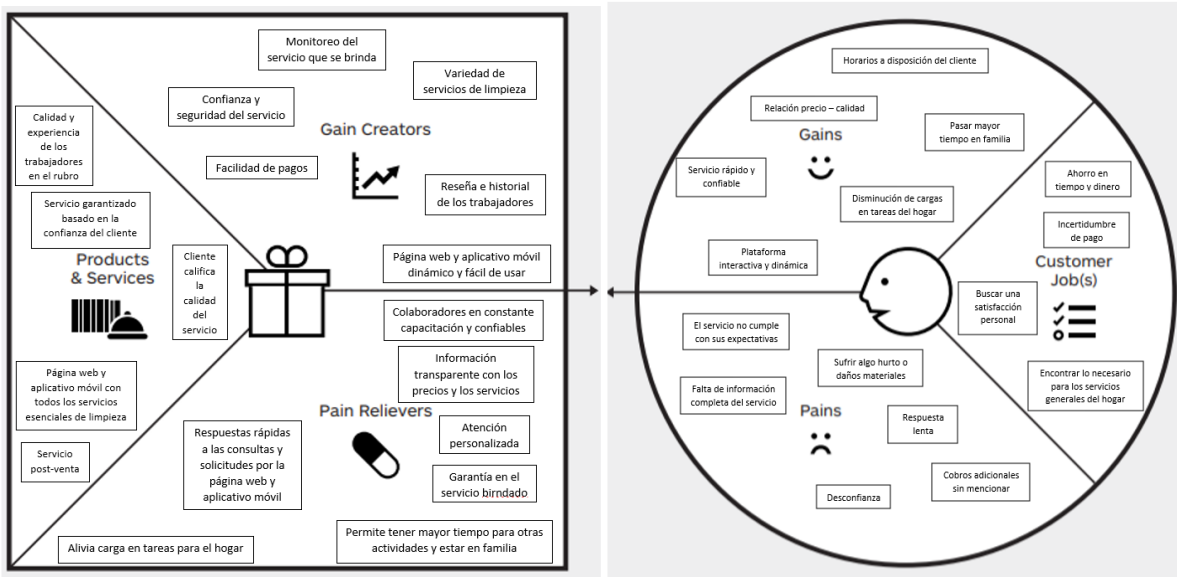 Monitoreo del
servicio que se brinda
Variedad de
servicios de limpieza
Confianza y
seguridad del servicio
Gain Creators
Facilidad de pagos
Reseña e historial
de los trabajadores
Página web y aplicativo móvil
dinámico y fácil de usar
Calidad y
experiencia
de los
trabajadores
en el rubro
Servicio garantizado
basado en la
confianza del cliente
Products
& Services
Cliente
califica
la
calidad
del
servicio
Página web y
aplicativo móvil con
todos los servicios
esenciales de limpieza
Servicio
post-venta
Colaboradores en constante
capacitación y confiables
Información
transparente con los
precios y los servicios
Pain Relievers
Respuestas rápidas
a las consultas y
solicitudes por la
página web y
aplicativo móvil
Atención
personalizada
Garantía en el
servicio birndado
Alivia carga en tareas para el hogar
Permite tener mayor tiempo para otras
actividades y estar en familia
Horarios a disposición del cliente
Relación precio – calidad
Gains
Pasar mayor
tiempo en familia
Servicio rápido y
confiable
Disminución de cargas
en tareas del hogar
Plataforma
interactiva y dinámica
Ahorro en
tiempo y dinero
Incertidumbre
de pago
Customer
Job(s)
Buscar una
satisfacción
personal
Encontrar lo necesario
para los servicios
generales del hogar
El servicio no cumple
con sus expectativas
Sufrir algo hurto o
daños materiales
Falta de información
completa del servicio
Pains
Respuesta
lenta
Cobros adicionales
sin mencionar
Desconfianza